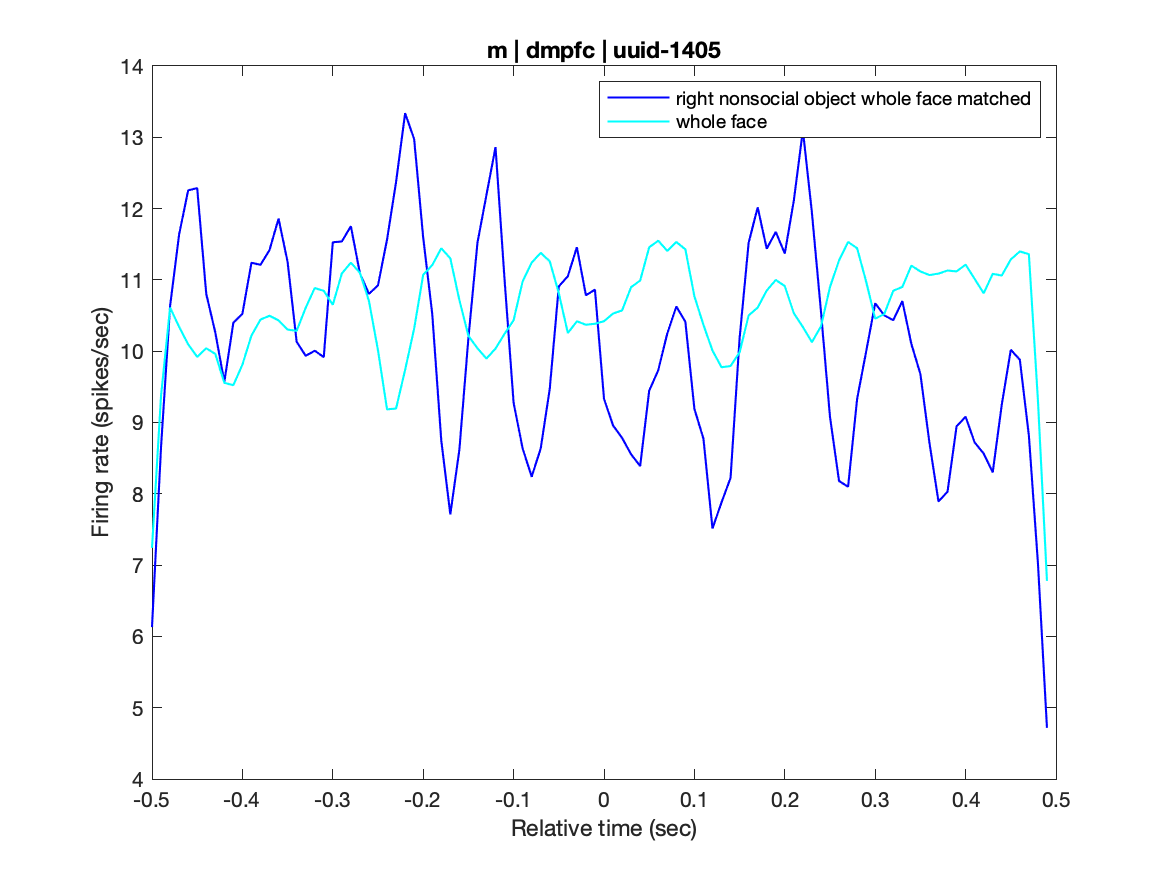 m | dmpfc | uuid-1405
right nonsocial object whole face matched
whole face
Firing rate (spikes/sec)
14
13
12
11
10
9
8
7
6
5
4
-0.5 -0.4 -0.3 -0.2 -0.1 0 0.1 0.2 0.3 0.4 0.5
Relative time (sec)